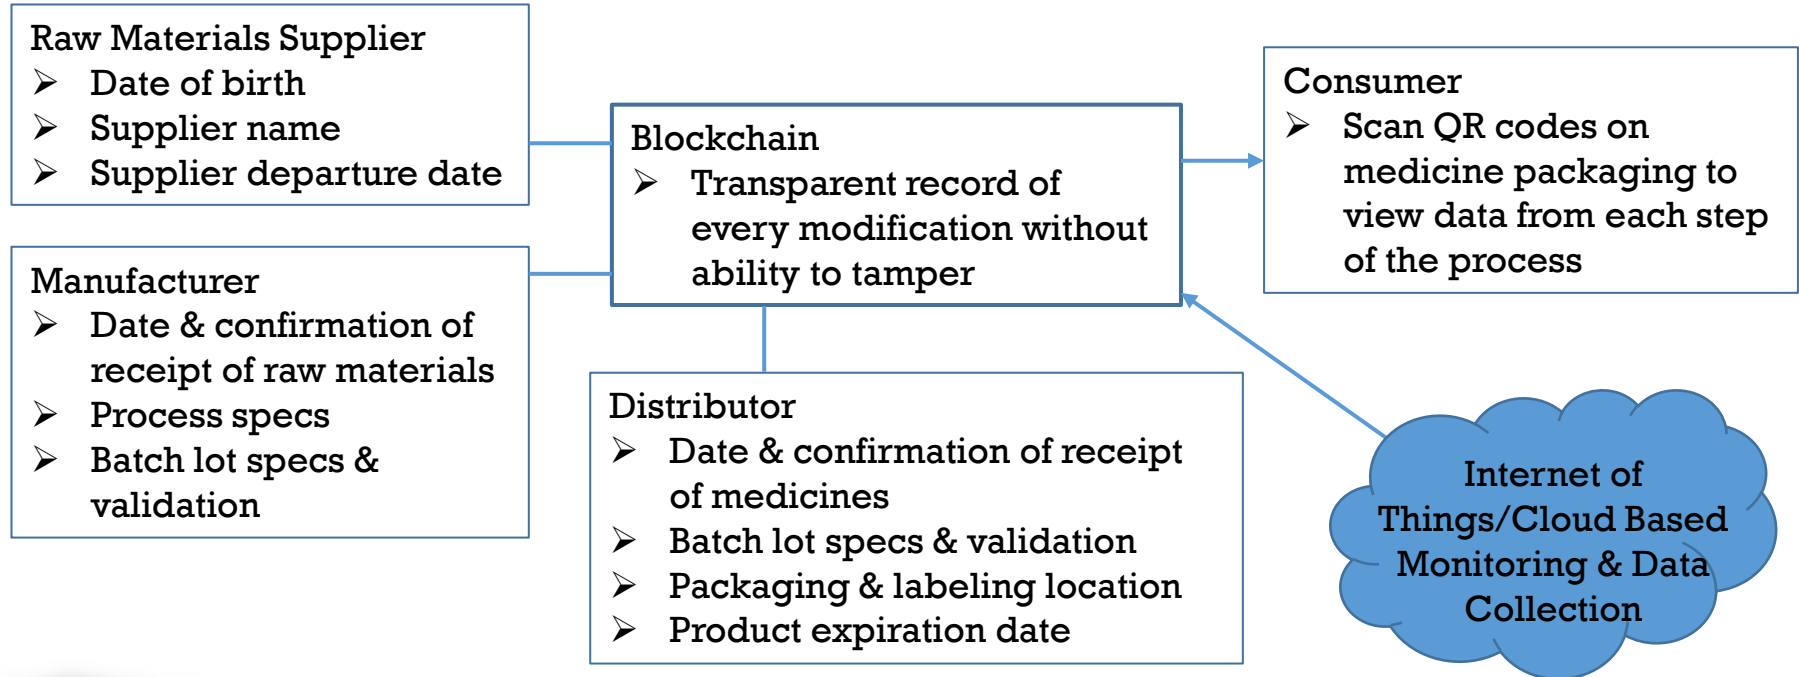 Raw Materials Supplier
➢ Date of birth
➢ Supplier name
➢ Supplier departure date
Manufacturer
➢ Date & confirmation of
receipt of raw materials
➢ Process specs
➢ Batch lot specs &
validation
Blockchain
➢ Transparent record of
every modification without
ability to tamper
Distributor
➢ Date & confirmation of receipt
of medicines
➢ Batch lot specs & validation
➢ Packaging & labeling location
➢ Product expiration date
Consumer
➢ Scan QR codes on
medicine packaging to
view data from each step
of the process
Internet of
Things/Cloud Based
Monitoring & Data
Collection